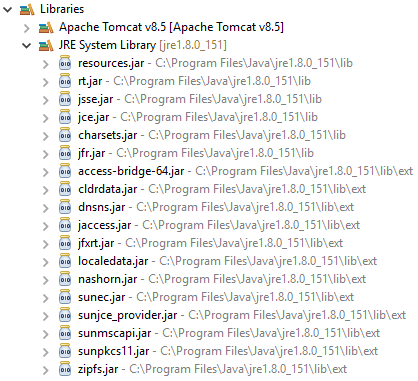 Libraries
Apache Tomcat v8.5 [Apache Tomcat v8.5]
JRE System Library [jre1.8.0_151]
resources.jar - C:\Program Files\Java\jre1.8.0_151\lib
rt.jar - C:\Program Files\Java\jre1.8.0_151\lib
jsse.jar - C:\Program Files\Java\jre1.8.0_151\lib
jce.jar - C:\Program Files\Java\jre1.8.0_151\lib
charsets.jar - C:\Program Files\Java\jre1.8.0_151\lib
jfr.jar - C:\Program Files\Java\jre1.8.0_151\lib
access-bridge-64.jar - C:\Program Files\Java\jre1.8.0_151\lib\ext
cldrdata.jar - C:\Program Files\Java\jre1.8.0_151\lib\ext
dnsns.jar - C:\Program Files\Java\jre1.8.0_151\lib\ext
jaccess.jar - C:\Program Files\Java\jre1.8.0_151\lib\ext
jfxrt.jar - C:\Program Files\Java\jre1.8.0_151\lib\ext
localedata.jar - C:\Program Files\Java\jre1.8.0_151\lib\ext
nashorn.jar - C:\Program Files\Java\jre1.8.0_151\lib\ext
sunec.jar - C:\Program Files\Java\jre1.8.0_151\lib\ext
sunjce_provider.jar - C:\Program Files\Java\jre1.8.0_151\lib\ext
sunmscapi.jar - C:\Program Files\Java\jre1.8.0_151\lib\ext
sunpkcs11.jar - C:\Program Files\Java\jre1.8.0_151\lib\ext
zipfs.jar - C:\Program Files\Java\jre1.8.0_151\lib\ext